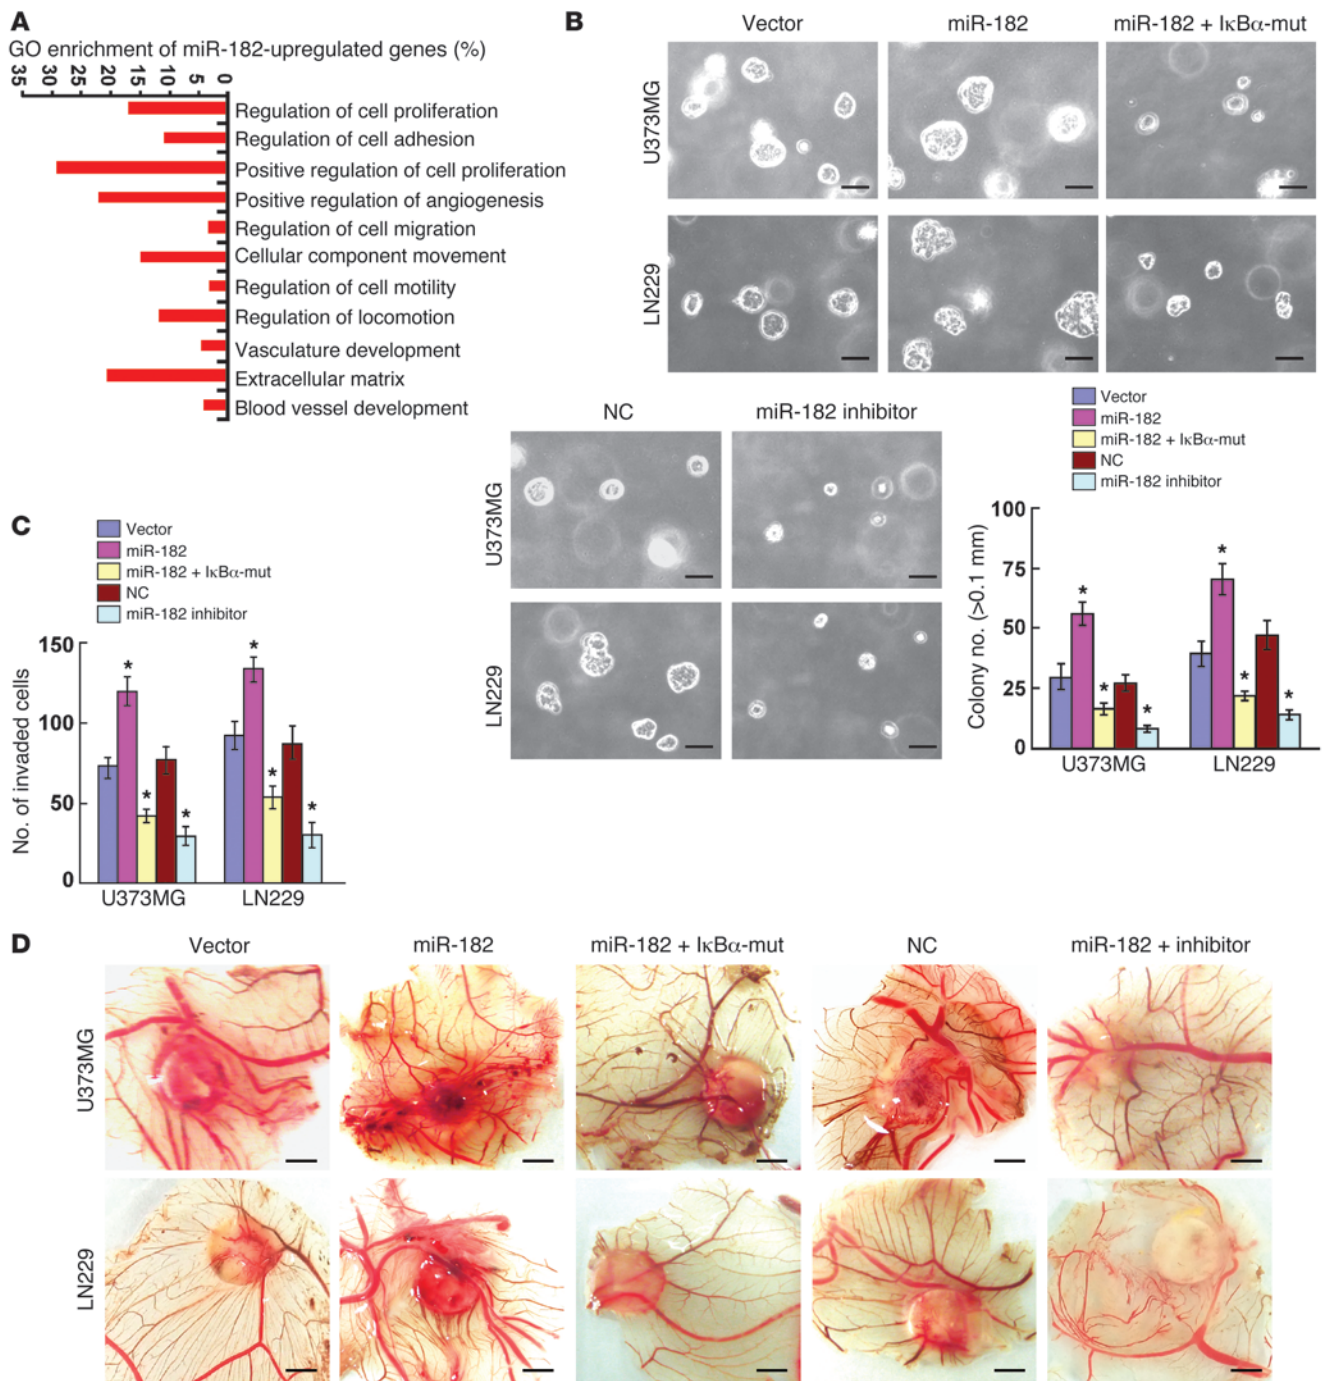 A
GO enrichment of miR-182-upregulated genes (%)
35 30 25 20 15 10 5 0
Regulation of cell proliferation
Regulation of cell adhesion
Positive regulation of cell proliferation
Positive regulation of angiogenesis
Regulation of cell migration
Cellular component movement
Regulation of cell motility
Regulation of locomotion
Vasculature development
Extracellular matrix
Blood vessel development
B
Vector miR-182 miR-182 + IκBα-mut
U373MG
LN229
NC miR-182 inhibitor
U373MG
LN229
Vector
miR-182
miR-182 + IκBα-mut
NC
miR-182 inhibitor
Colony no. (>0.1 mm)
100
75
50
25
0
* * * * * *
U373MG LN229
C
Vector
miR-182
miR-182 + IκBα-mut
NC
miR-182 inhibitor
No. of invaded cells
150
100
50
0
* * * * * *
U373MG LN229
D
Vector miR-182 miR-182 + IκBα-mut NC miR-182 + inhibitor
U373MG
LN229